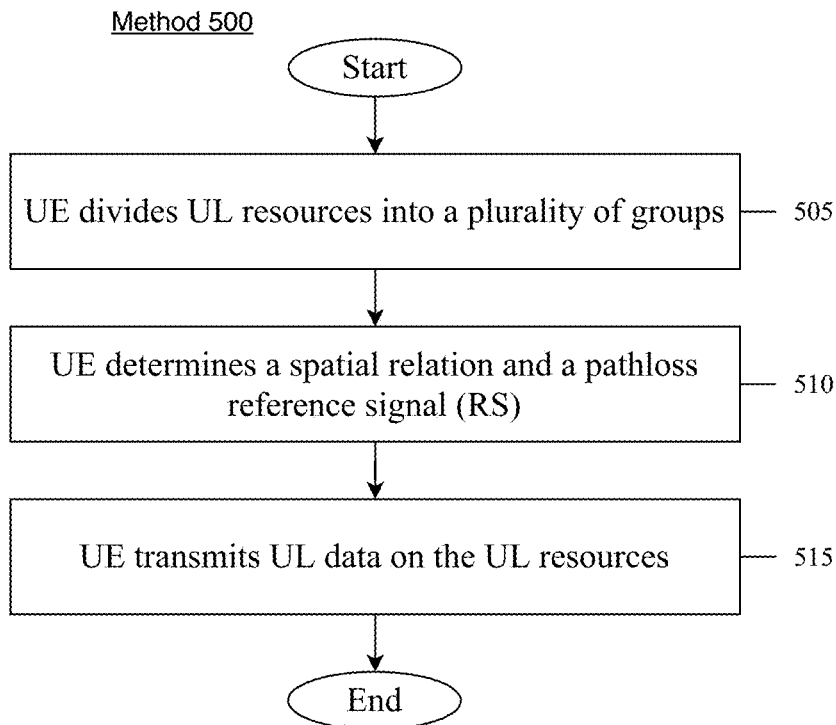 Method 500
Start
UE divides UL resources into a plurality of groups
505
UE determines a spatial relation and a pathloss
reference signal (RS)
510
UE transmits UL data on the UL resources
515
End